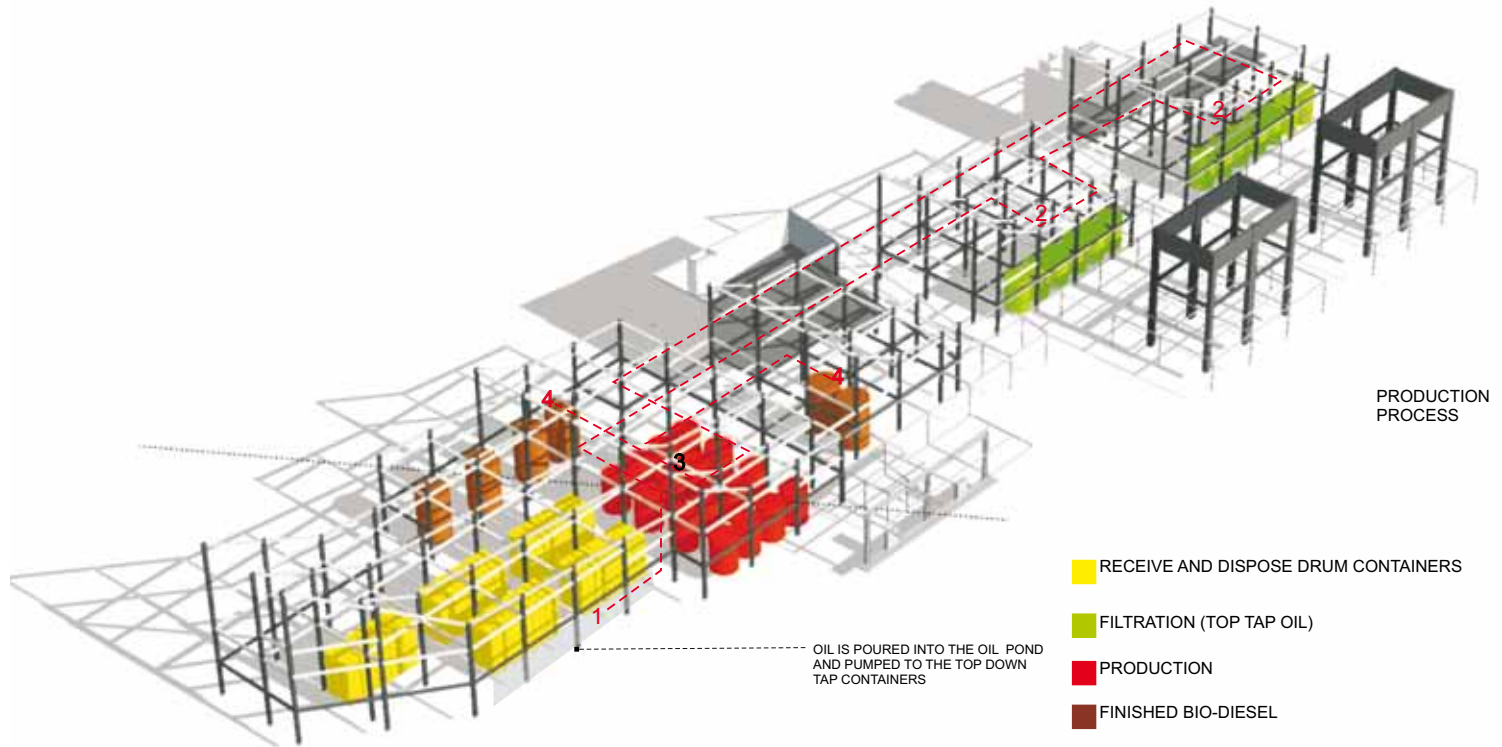 2
2
4
4
3
1
PRODUCTION
PROCESS
OIL IS POURED INTO THE OIL POND
AND PUMPED TO THE TOP DOWN
TAP CONTAINERS
RECEIVE AND DISPOSE DRUM CONTAINERS
FILTRATION (TOP TAP OIL)
PRODUCTION
FINISHED BIO-DIESEL